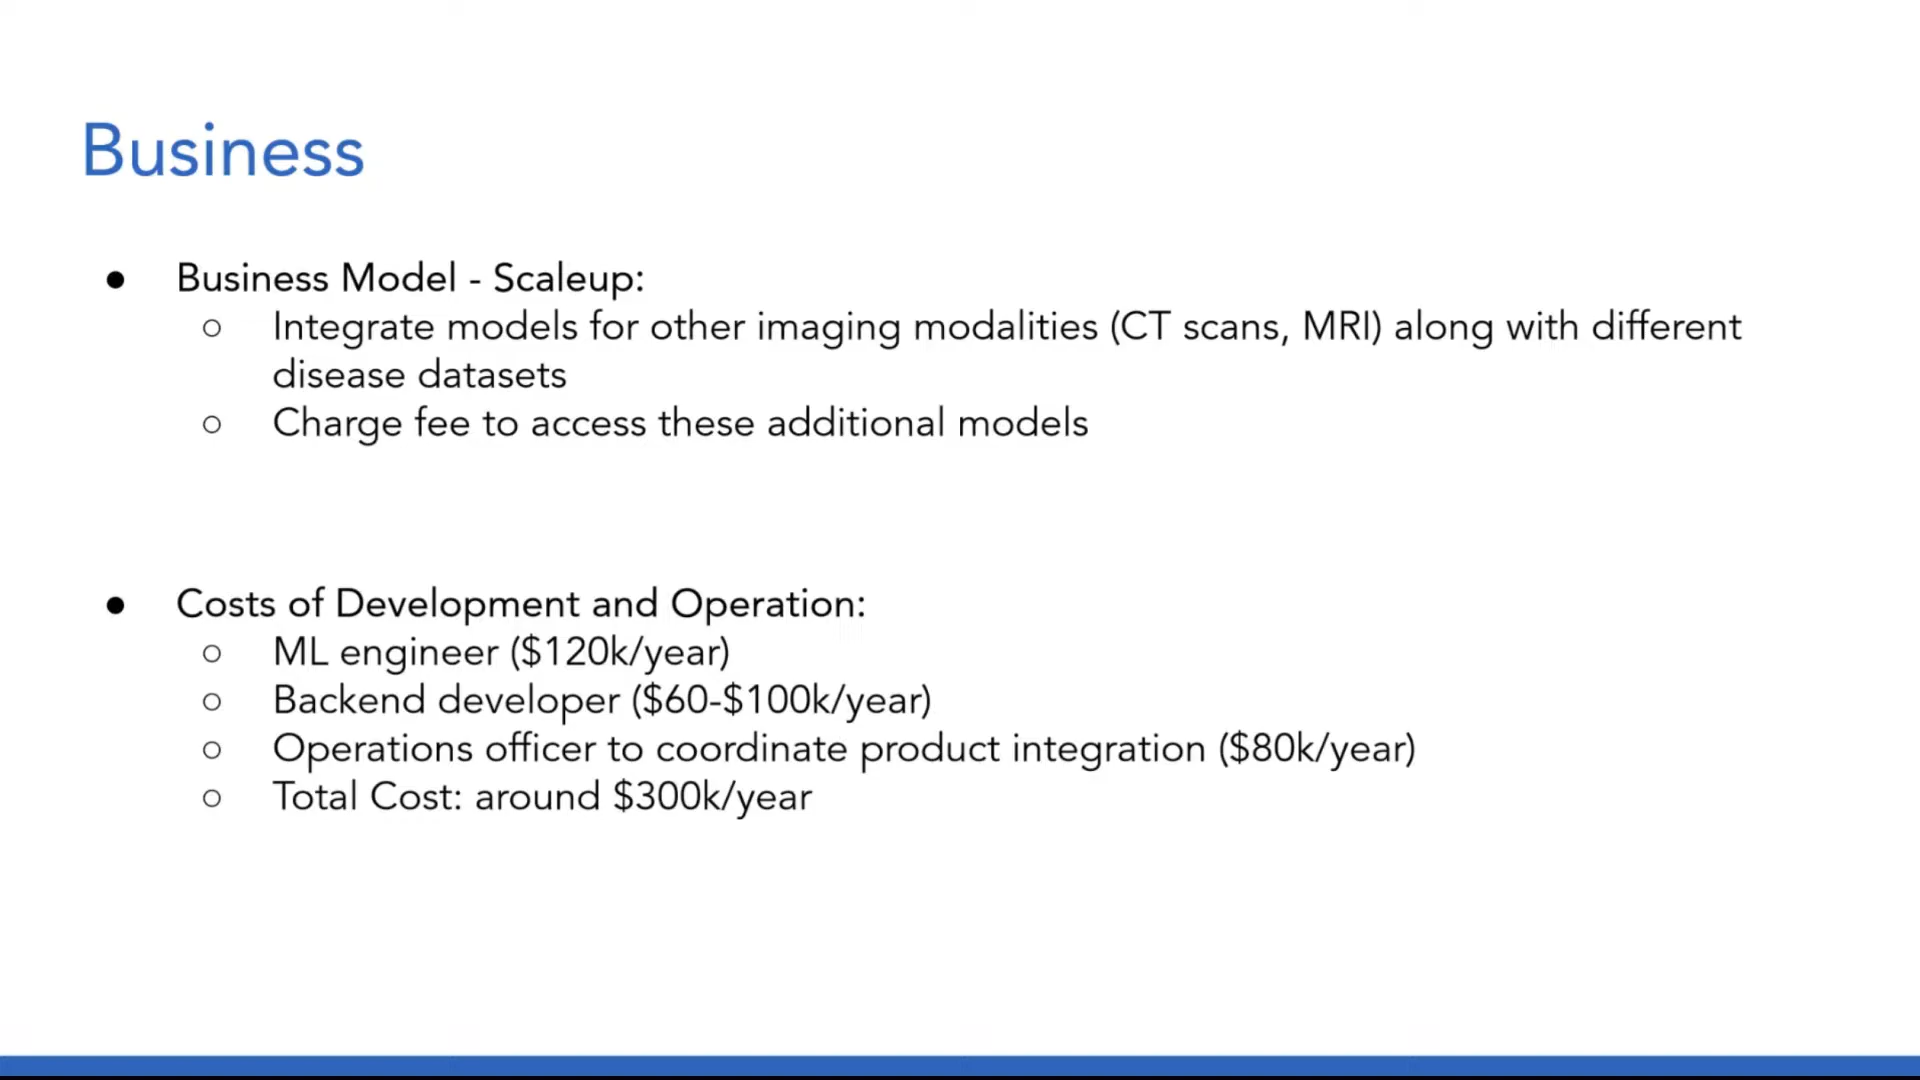 Business
● Business Model - Scaleup:
○ Integrate models for other imaging modalities (CT scans, MRI) along with different
disease datasets
○ Charge fee to access these additional models
● Costs of Development and Operation:
○ ML engineer ($120k/year)
○ Backend developer ($60-$100k/year)
○ Operations officer to coordinate product integration ($80k/year)
○ Total Cost: around $300k/year